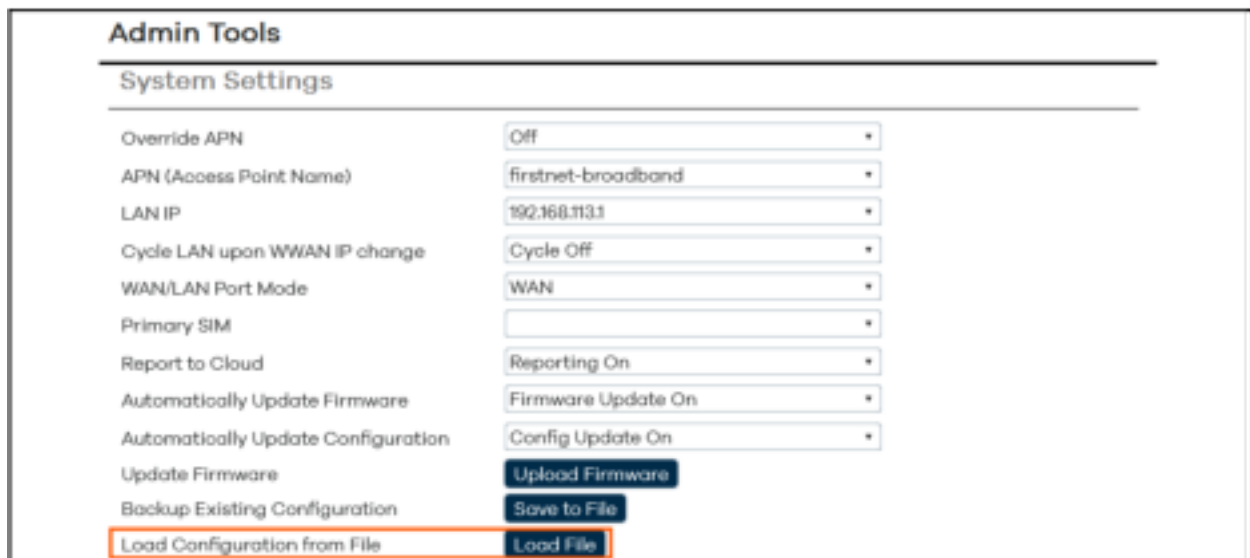 Admin Tools
System Settings
Override APN Off
APN (Access Point Name) firstnet-broadband
LAN IP 192.168.113.1
Cycle LAN upon WWAN IP change Cycle Off
WAN/LAN Port Mode WAN
Primary SIM
Report to Cloud Reporting On
Automatically Update Firmware Firmware Update On
Automatically Update Configuration Config Update On
Update Firmware Upload Firmware
Backup Existing Configuration Save to File
Load Configuration from File Load File